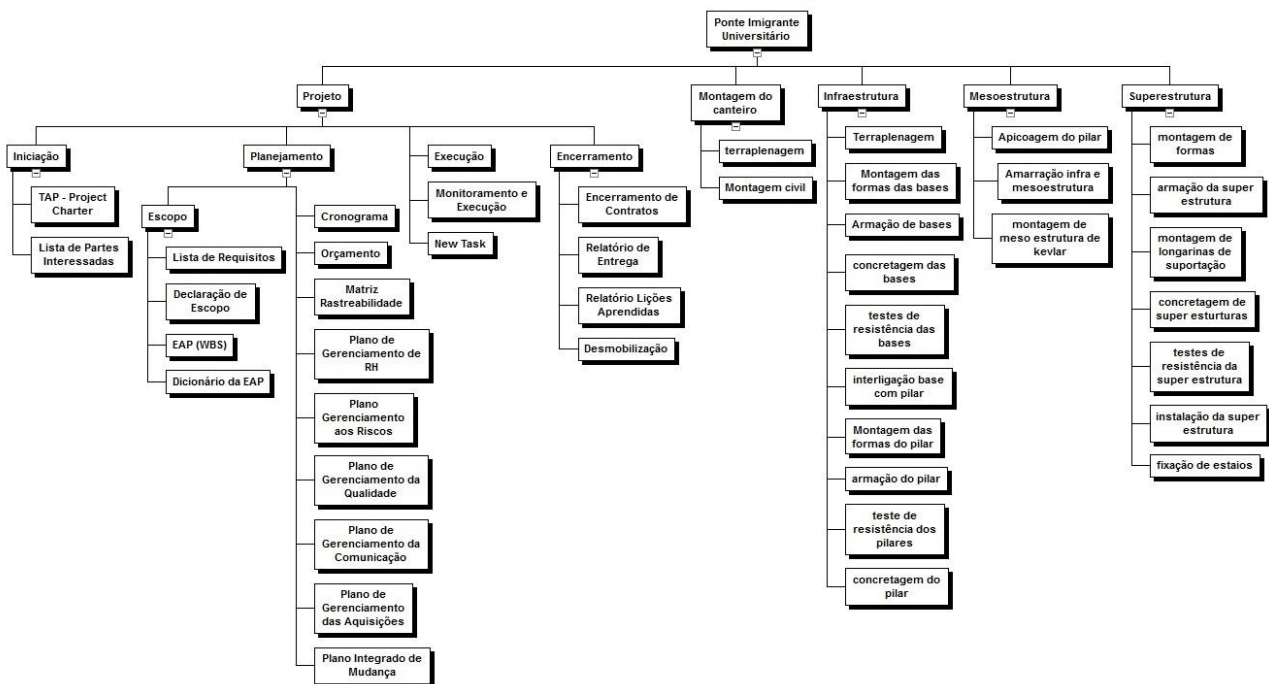 Ponte Imigrante
Universitário
Projeto
Iniciação
TAP - Project
Charter
Lista de Partes
Interessadas
Planejamento
Escopo
Lista de Requisitos
Declaração de
Escopo
EAP (WBS)
Dicionário da EAP
Cronograma
Orçamento
Matriz
Rastreabilidade
Plano de
Gerenciamento de
RH
Plano
Gerenciamento
aos Riscos
Plano de
Gerenciamento da
Qualidade
Plano de
Gerenciamento da
Comunicação
Plano de
Gerenciamento
das Aquisições
Plano Integrado de
Mudança
Execução
Monitoramento e
Execução
New Task
Encerramento
Encerramento de
Contratos
Relatório de
Entrega
Relatório Lições
Aprendidas
Desmobilização
Montagem do
canteiro
terraplenagem
Montagem civil
Infraestrutura
Terraplenagem
Montagem das
formas das bases
Armação de bases
concretagem das
bases
testes de
resistência das
bases
interligação base
com pilar
Montagem das
formas do pilar
armação do pilar
teste de
resistência dos
pilares
concretagem do
pilar
Mesoestrutura
Apicoagem do pilar
Amarração infra e
mesoestrutura
montagem de
meso estrutura de
kevlar
Superestrutura
montagem de
formas
armação da super
estrutura
montagem de
longarinas de
suportação
concretagem de
super esturturas
testes de
resistência da
super estrutura
instalação da super
estrutura
fixação de estaios